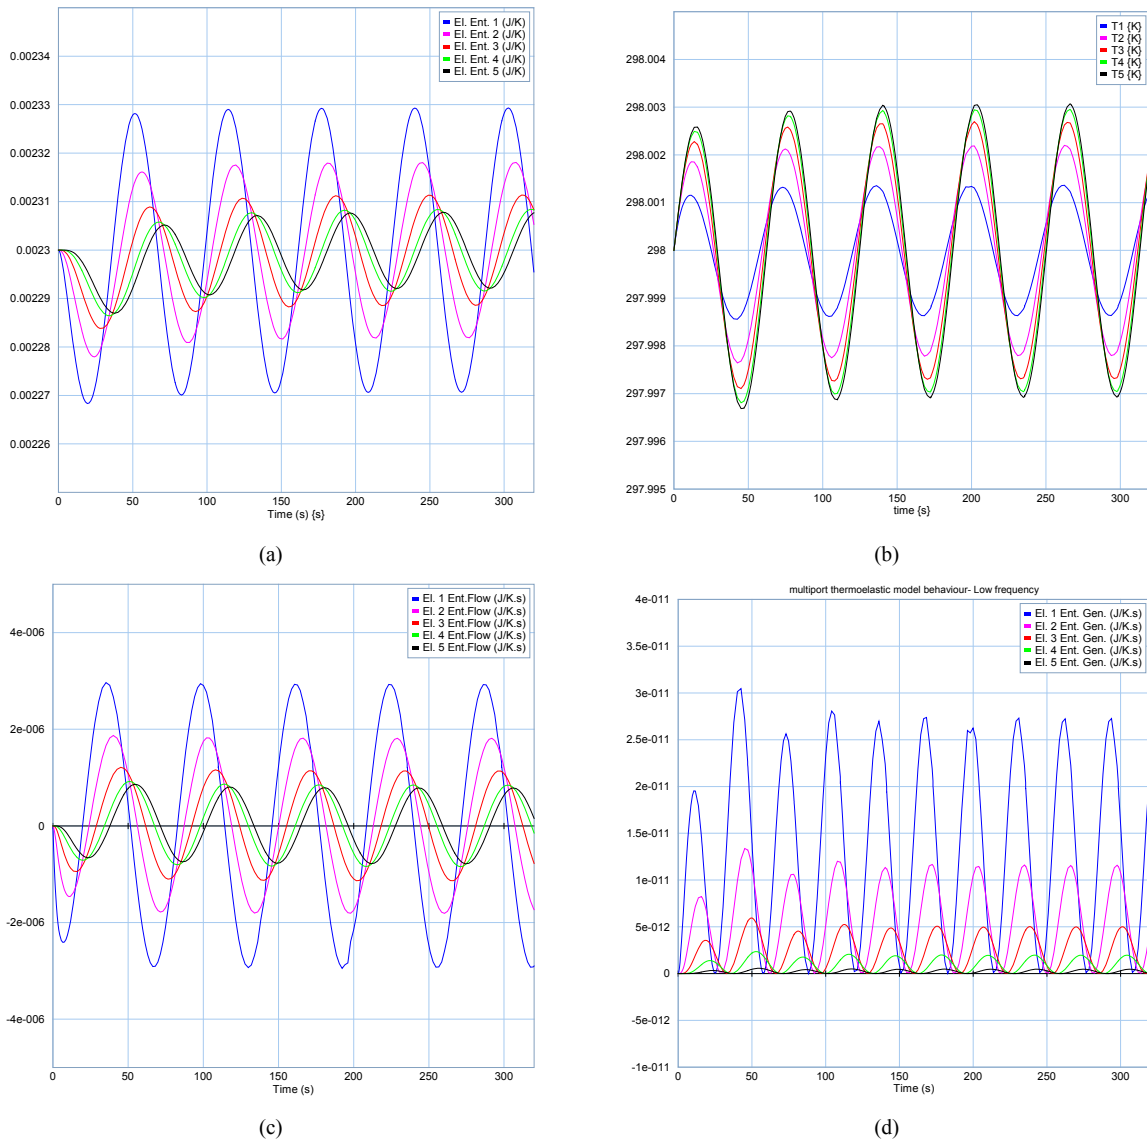 El. Ent. 1 (J/K)
El. Ent. 2 (J/K)
El. Ent. 3 (J/K)
El. Ent. 4 (J/K)
El. Ent. 5 (J/K)
0.00234
0.00233
0.00232
0.00231
0.0023
0.00229
0.00228
0.00227
0.00226
0 50 100 150 200 250 300
Time (s) {s}
(a)
T1 {K}
T2 {K}
T3 {K}
T4 {K}
T5 {K}
298.004
298.003
298.002
298.001
298
297.999
297.998
297.997
297.996
297.995
0 50 100 150 200 250 300
time {s}
(b)
El. 1 Ent.Flow (J/K.s)
El. 2 Ent.Flow (J/K.s)
El. 3 Ent.Flow (J/K.s)
El. 4 Ent.Flow (J/K.s)
El. 5 Ent.Flow (J/K.s)
4e-006
2e-006
0
-2e-006
-4e-006
0 50 100 150 200 250 300
Time (s)
(c)
multiport thermoelastic model behaviour- Low frequency
El. 1 Ent. Gen. (J/K.s)
El. 2 Ent. Gen. (J/K.s)
El. 3 Ent. Gen. (J/K.s)
El. 4 Ent. Gen. (J/K.s)
El. 5 Ent. Gen. (J/K.s)
4e-011
3.5e-011
3e-011
2.5e-011
2e-011
1.5e-011
1e-011
5e-012
0
-5e-012
-1e-011
0 50 100 150 200 250 300
Time (s)
(d)